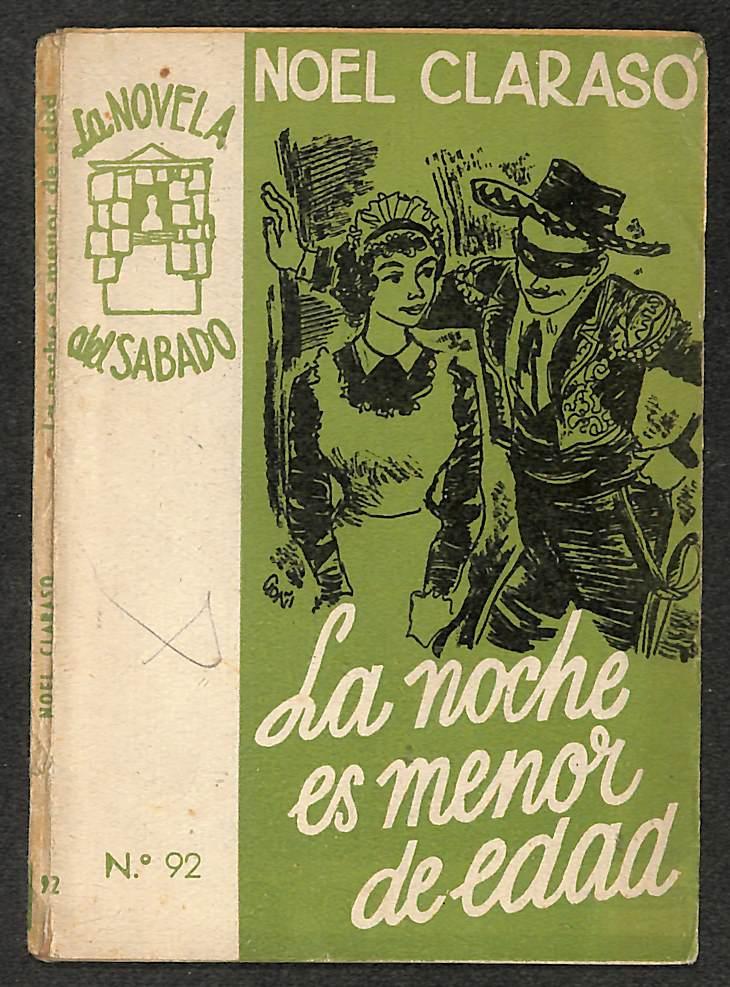 NOEL CLARASÓ
La NOVELA
del SABADO
La noche
es menor
de edad
N.º 92
La noche es menor de edad
NOEL CLARASO
92